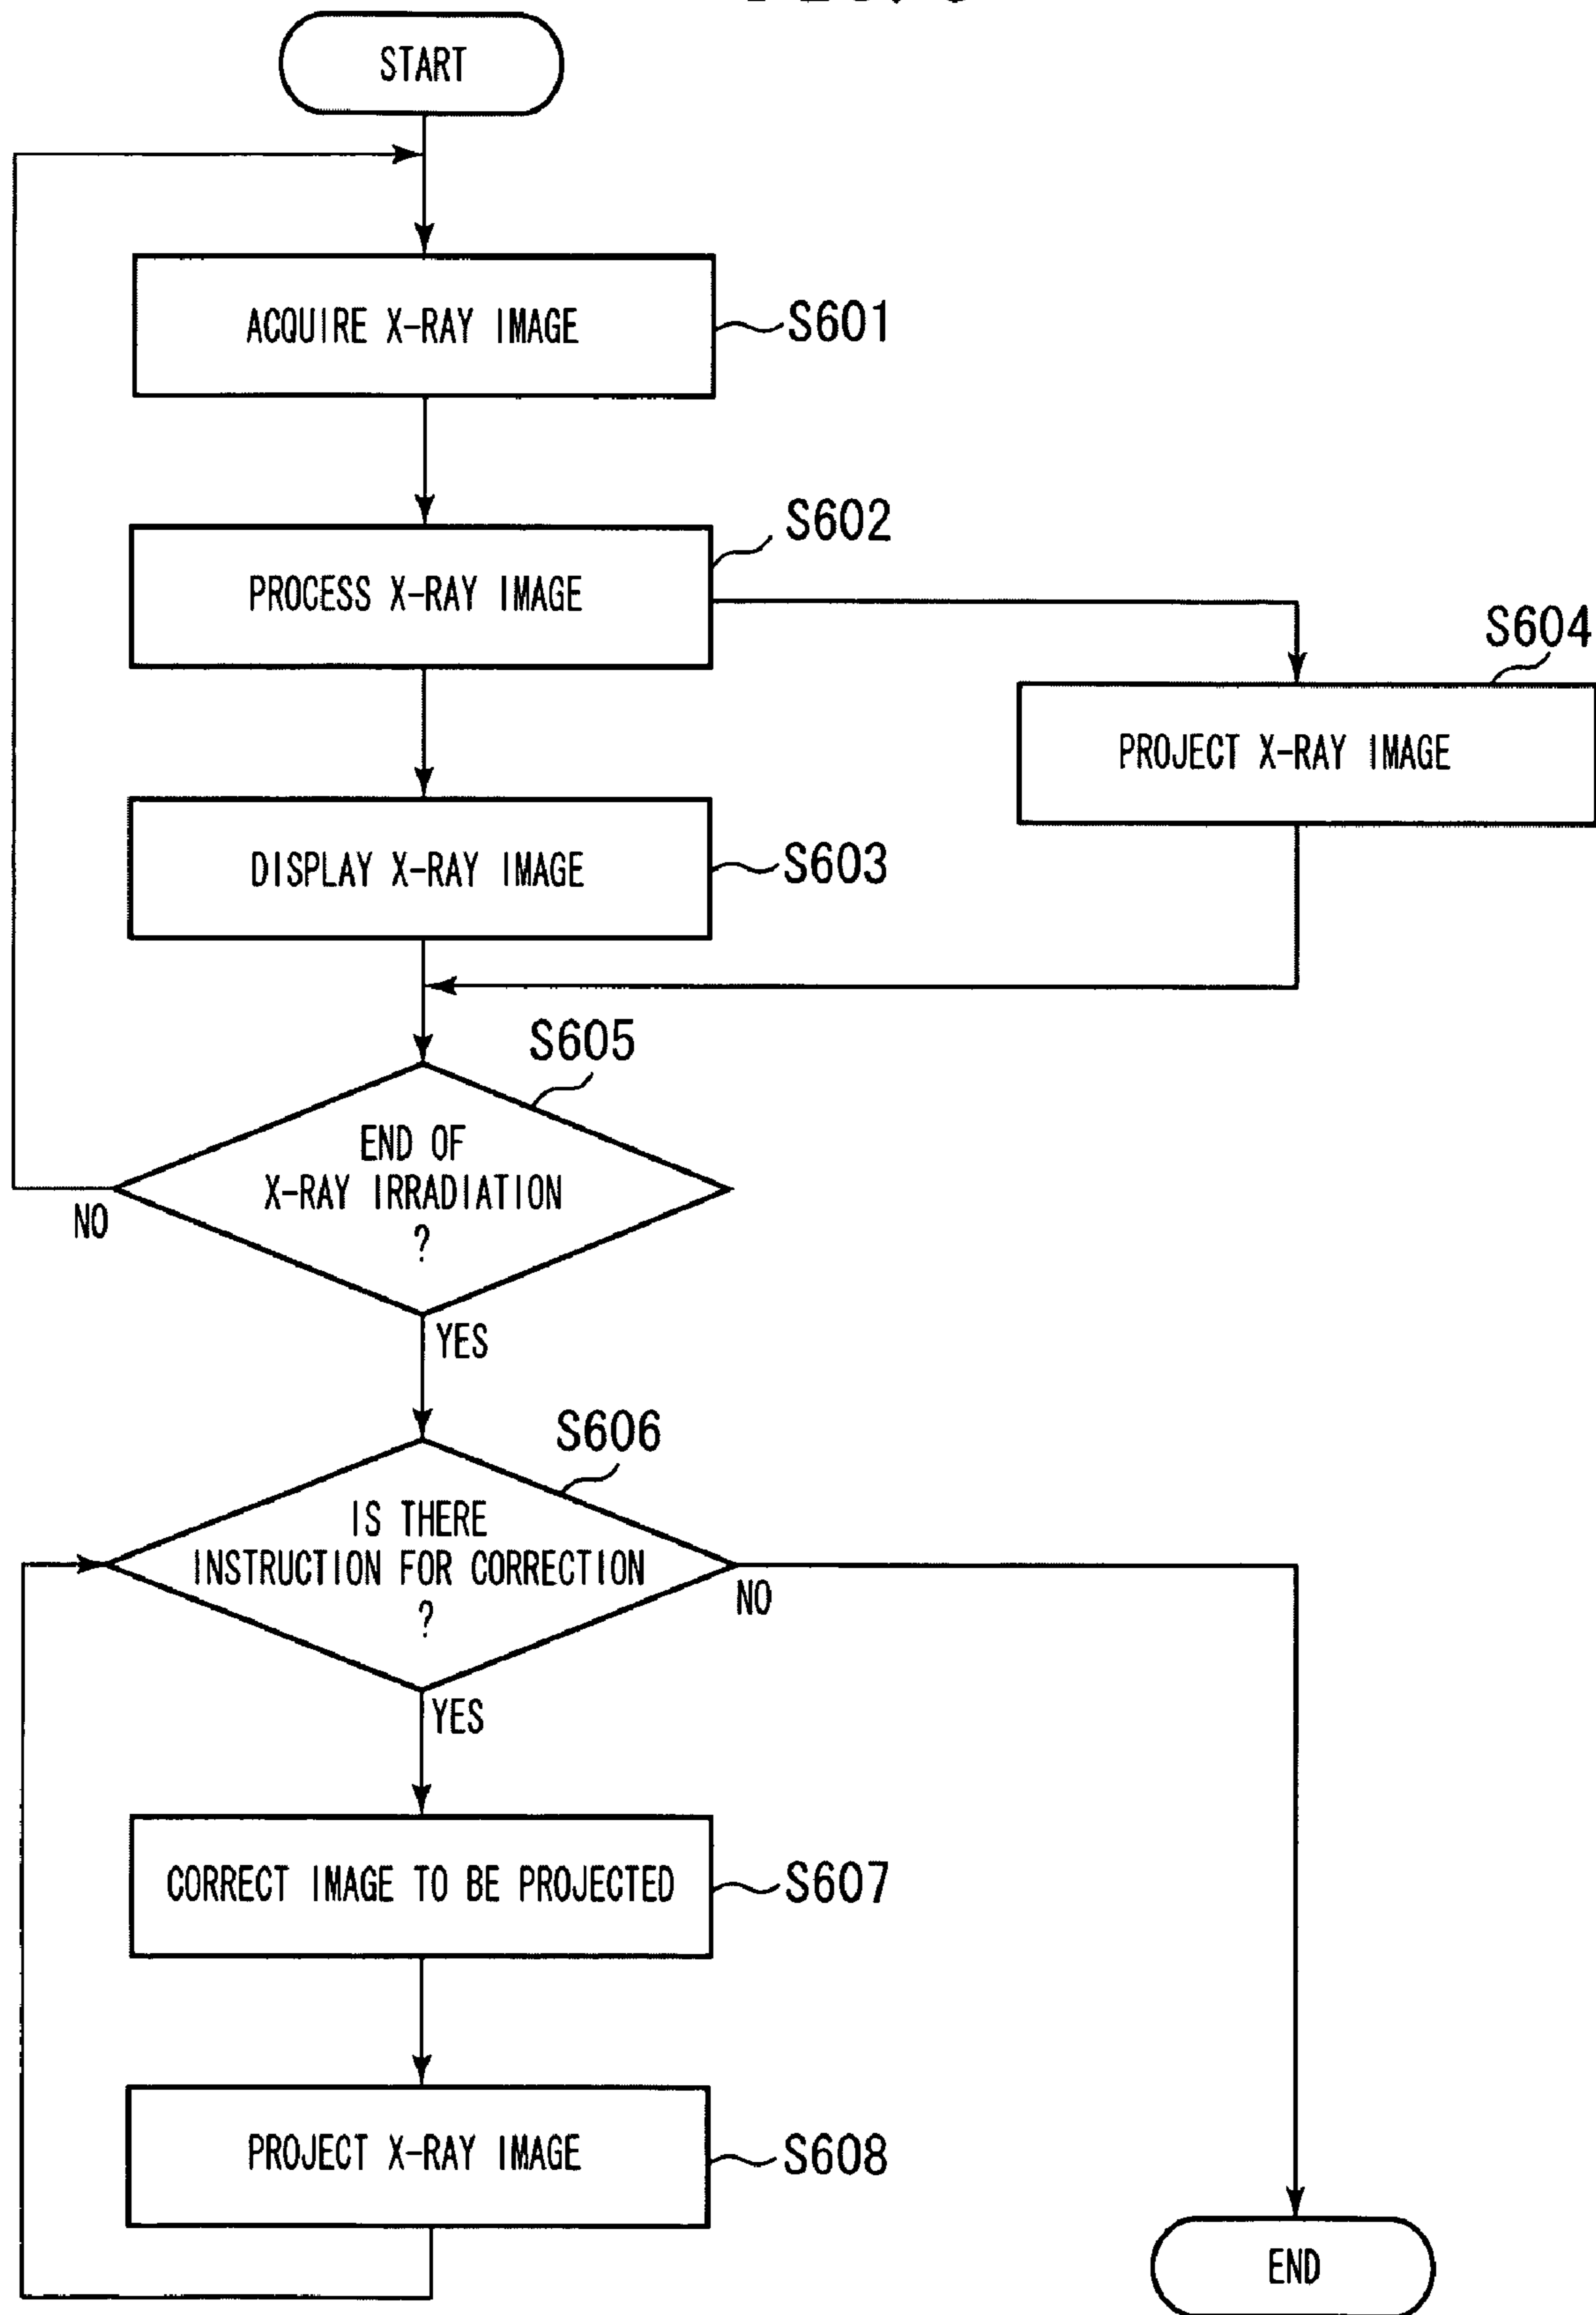 START
ACQUIRE X-RAY IMAGE
S601
S602
PROCESS X-RAY IMAGE
S604
PROJECT X-RAY IMAGE
DISPLAY X-RAY IMAGE
S603
S605
END OF
X-RAY IRRADIATION
?
NO
YES
S606
IS THERE
INSTRUCTION FOR CORRECTION
?
NO
YES
CORRECT IMAGE TO BE PROJECTED
S607
PROJECT X-RAY IMAGE
S608
END